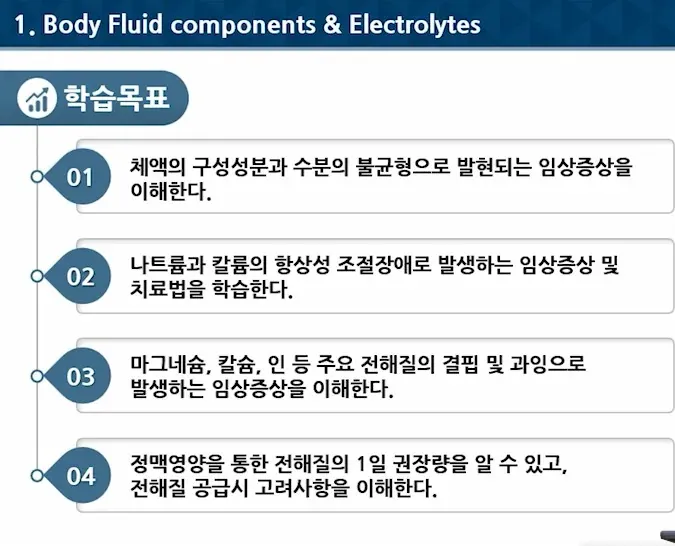 1. Body Fluid components & Electrolytes
학습목표
01
체액의 구성성분과 수분의 불균형으로 발현되는 임상증상을
이해한다.
02
나트륨과 칼륨의 항상성 조절장애로 발생하는 임상증상 및
치료법을 학습한다.
03
마그네슘, 칼슘, 인 등 주요 전해질의 결핍 및 과잉으로
발생하는 임상증상을 이해한다.
04
정맥영양을 통한 전해질의 1일 권장량을 알 수 있고,
전해질 공급시 고려사항을 이해한다.